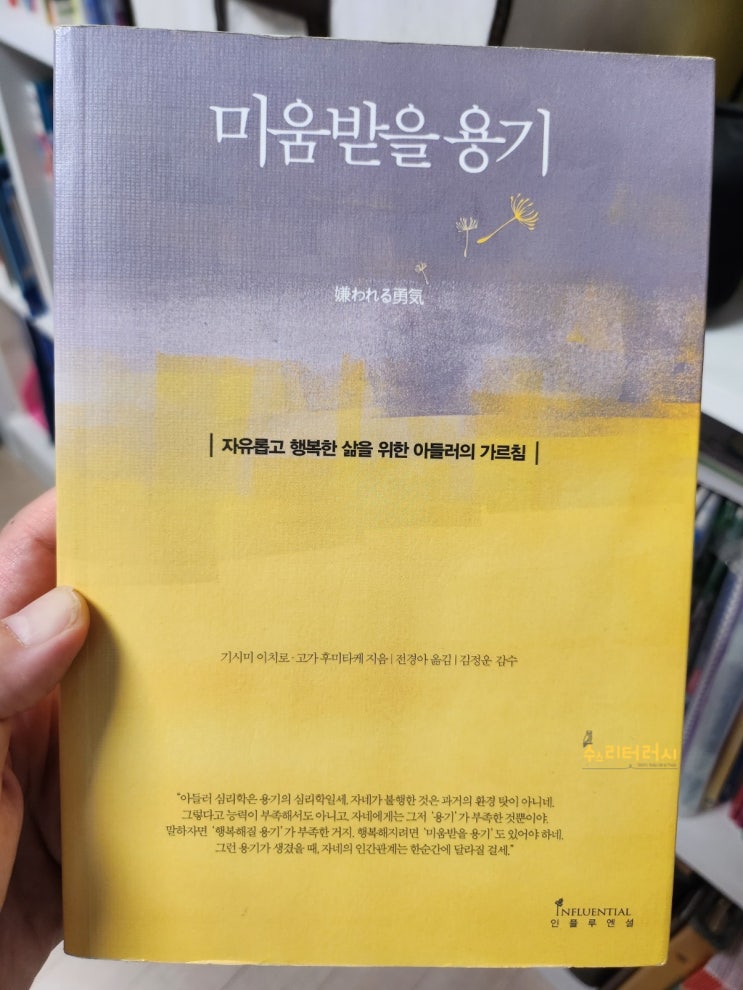 미움받을 용기
嫌われる勇気
자유롭고 행복한 삶을 위한 아들러의 가르침
기시미 이치로 · 고가 후미타케 지음 | 전경아 옮김 | 김정운 감수
수스리터러시
“아들러 심리학은 용기의 심리학일세. 자네가 불행한 것은 과거의 환경 탓이 아니네.
그렇다고 능력이 부족해서도 아니고. 자네에게는 그저 ‘용기’가 부족한 것뿐이야.
말하자면 ‘행복해질 용기’가 부족한 거지. 행복해지려면 ‘미움받을 용기’도 있어야 하네.
그런 용기가 생겼을 때, 자네의 인간관계는 한순간에 달라질 걸세.”
INFLUENTIAL
인플루엔셜